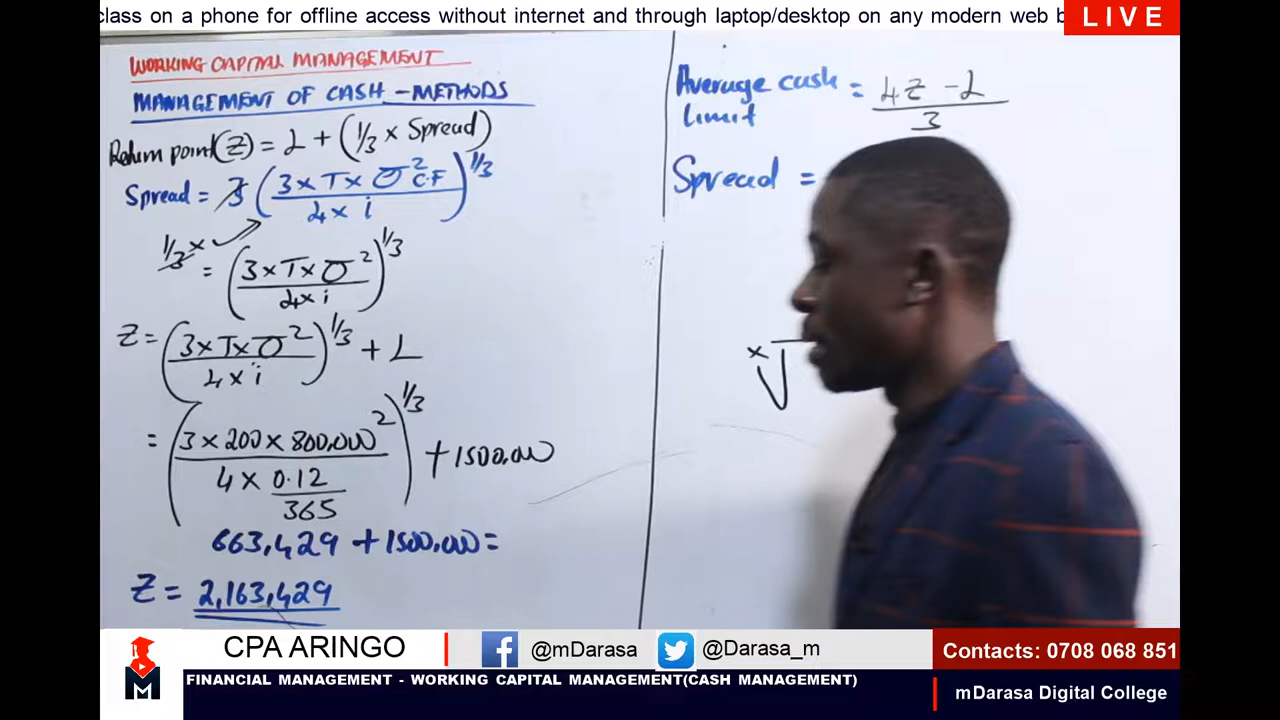 class on a phone for offline access without internet and through laptop/desktop on any modern web b
LIVE
WORKING CAPITAL MANAGEMENT
MANAGEMENT OF CASH - METHODS
Return point(Z) = L + (1/3 x Spread)
Spread = 3 (3 x T x σ² C.F / 4 x i)^1/3
1/3 x
= (3 x T x σ² / 4 x i)^1/3
Z = (3 x T x σ² / 4 x i)^1/3 + L
= (3 x 200 x 800,000² / 4 x 0.12/365)^1/3 + 1500,000
663,429 + 1500,000 =
Z = 2,163,429
Average cash limit = 4Z - L / 3
Spread =
x√
CPA ARINGO
@mDarasa
@Darasa_m
Contacts: 0708 068 851
M
FINANCIAL MANAGEMENT - WORKING CAPITAL MANAGEMENT(CASH MANAGEMENT)
mDarasa Digital College